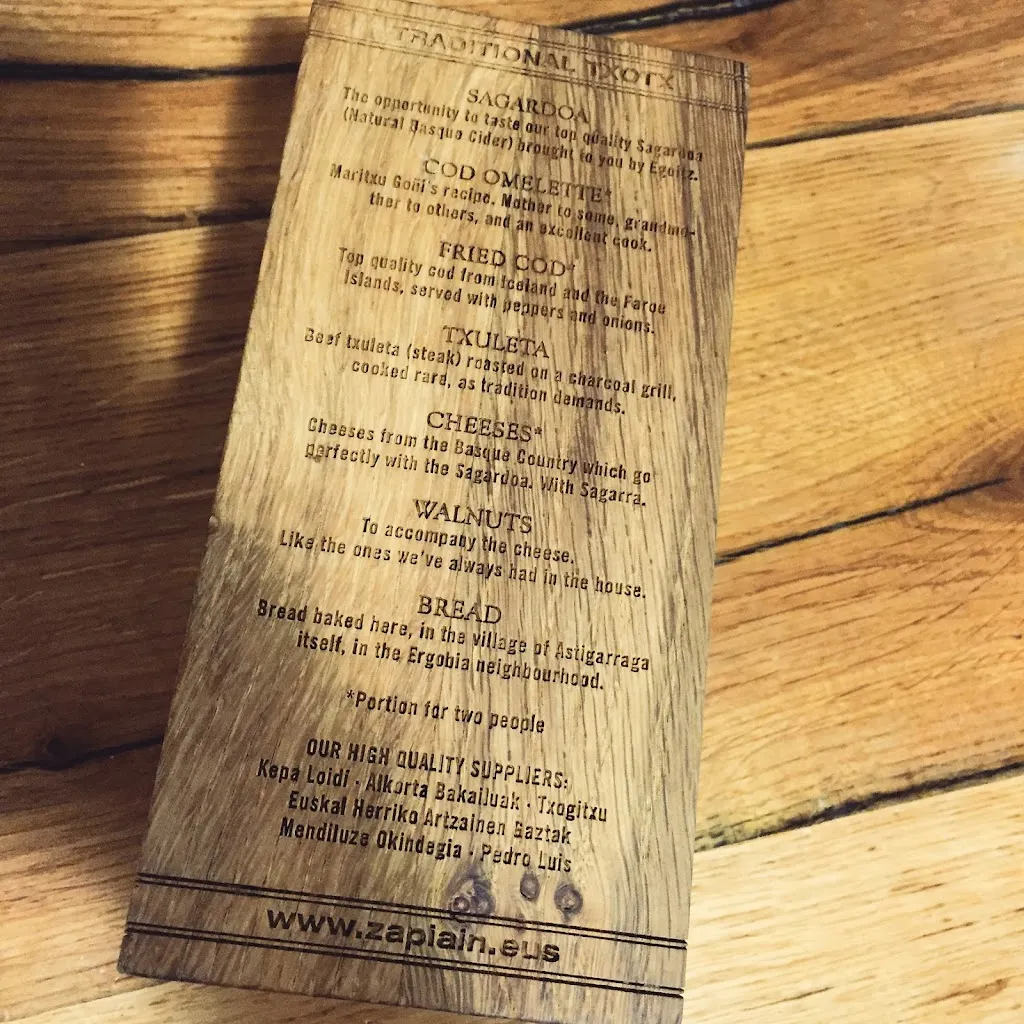 TRADITIONAL TXOTX
SAGARDOA
The opportunity to taste our top quality Sagardoa
(Natural Basque Cider) brought to you by Egoitz.
COD OMELETTE*
Maritxu Goñi's recipe. Mother to some, grandmo-
ther to others, and an excellent cook.
FRIED COD*
Top quality cod from Iceland and the Faroe
Islands, served with peppers and onions.
TXULETA
Beef txuleta (steak) roasted on a charcoal grill,
cooked rare, as tradition demands.
CHEESES*
Cheeses from the Basque Country which go
perfectly with the Sagardoa. With Sagarra.
WALNUTS
To accompany the cheese.
Like the ones we've always had in the house.
BREAD
Bread baked here, in the village of Astigarraga
itself, in the Ergobia neighbourhood.
*Portion for two people
OUR HIGH QUALITY SUPPLIERS:
Kepa Loidi · Alkorta Bakailuak · Txogitxu
Euskal Herriko Artzainen Gaztak
Mendiluze Okindegia · Pedro Luis
www.zapiain.eus